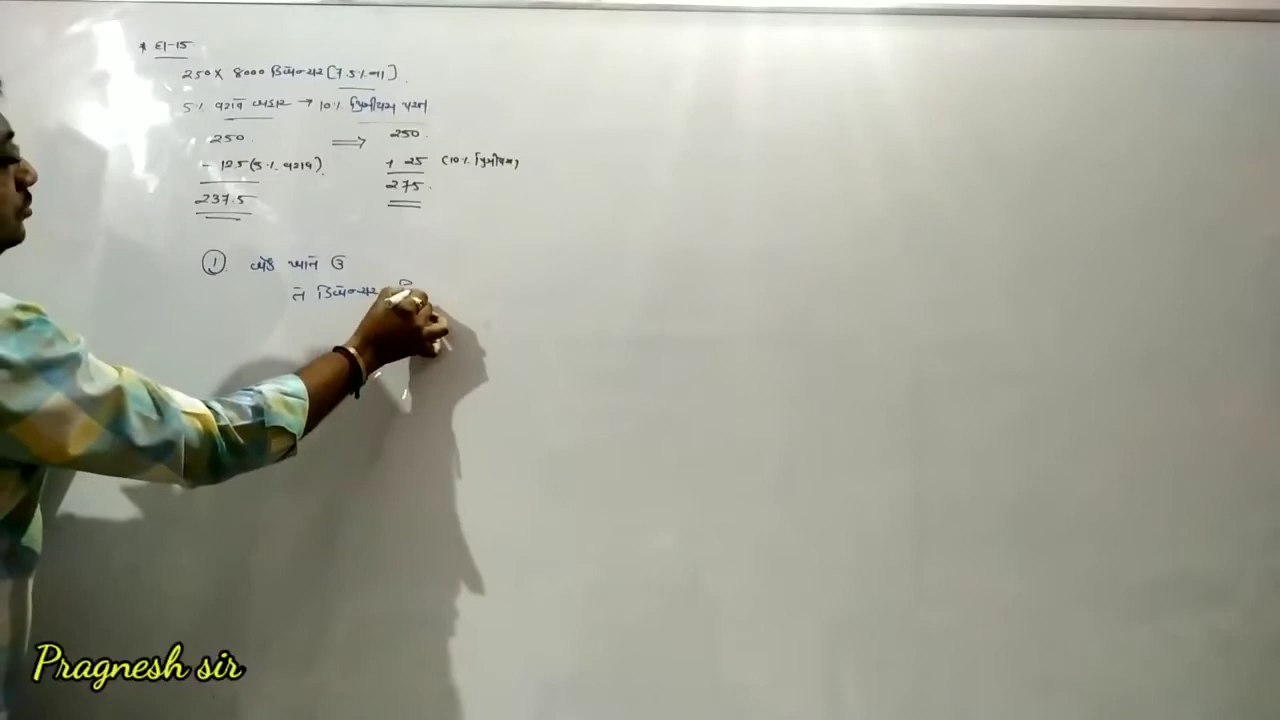 * દા-15
250 X 8000 ડિબેન્ચર [7.5% ના]
5% વટાવે બહાર → 10% પ્રિમીયમ પરત
250 ⟹ 250
- 12.5 (5% વટાવ) + 25 (10% પ્રિમીયમ)
237.5 275
① બેંક ખાતે ઉ
તે ડિબેન્ચર
Pragnesh sir